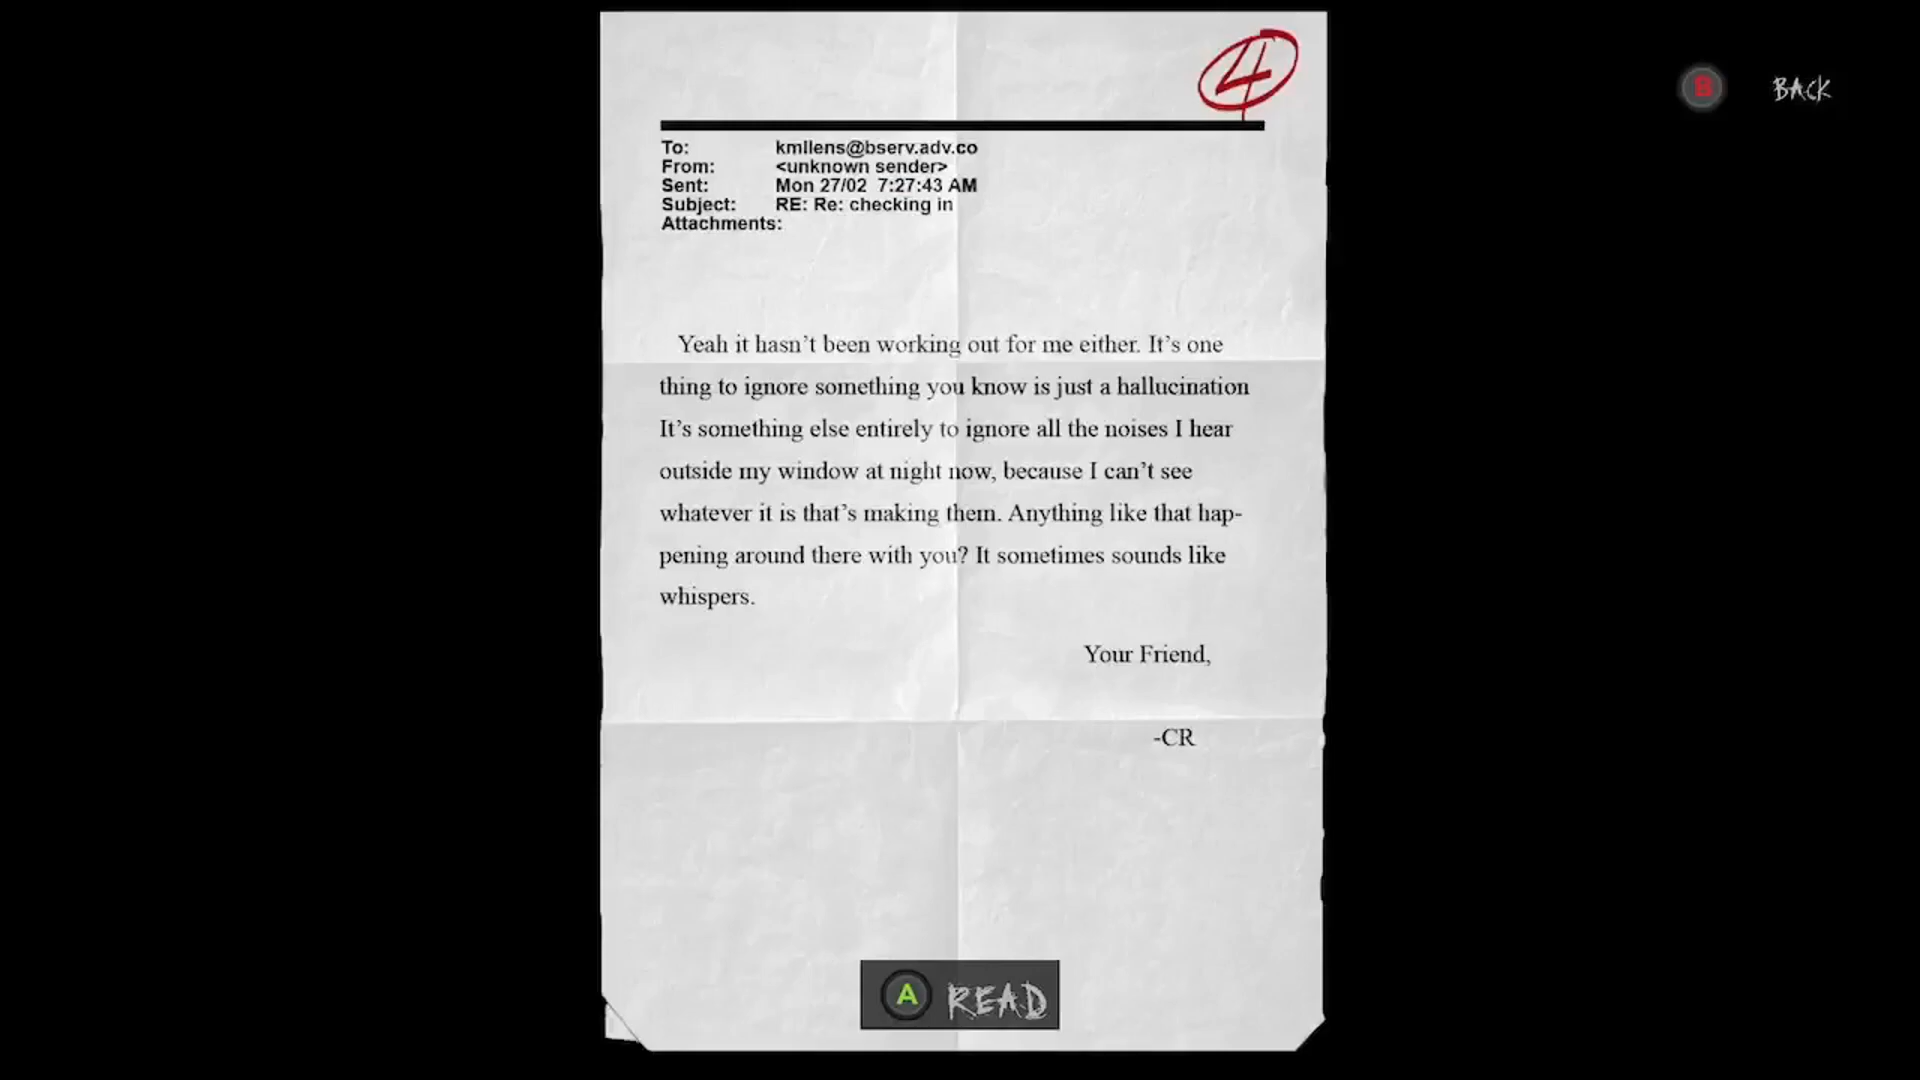 4
B BACK
To: kmllens@bserv.adv.co
From: <unknown sender>
Sent: Mon 27/02 7:27:43 AM
Subject: RE: Re: checking in
Attachments:
Yeah it hasn’t been working out for me either. It’s one
thing to ignore something you know is just a hallucination
It’s something else entirely to ignore all the noises I hear
outside my window at night now, because I can’t see
whatever it is that’s making them. Anything like that hap-
pening around there with you? It sometimes sounds like
whispers.
Your Friend,
-CR
A READ